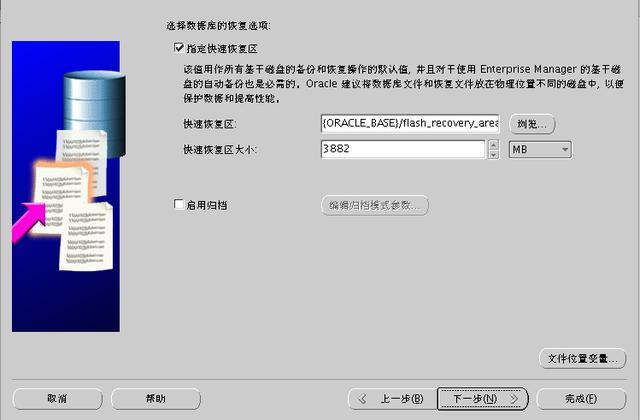 选择数据库的恢复选项:
指定快速恢复区
该值用作所有基于磁盘的备份和恢复操作的默认值, 并且对于使用 Enterprise Manager 的基于磁
盘的自动备份也是必需的。Oracle 建议将数据库文件和恢复文件放在物理位置不同的磁盘中, 以便
保护数据和提高性能。
快速恢复区: {ORACLE_BASE}/flash_recovery_area 浏览...
快速恢复区大小: 3882 MB
启用归档 编辑归档模式参数...
文件位置变量...
取消 帮助 上一步(B) 下一步(N) 完成(F)